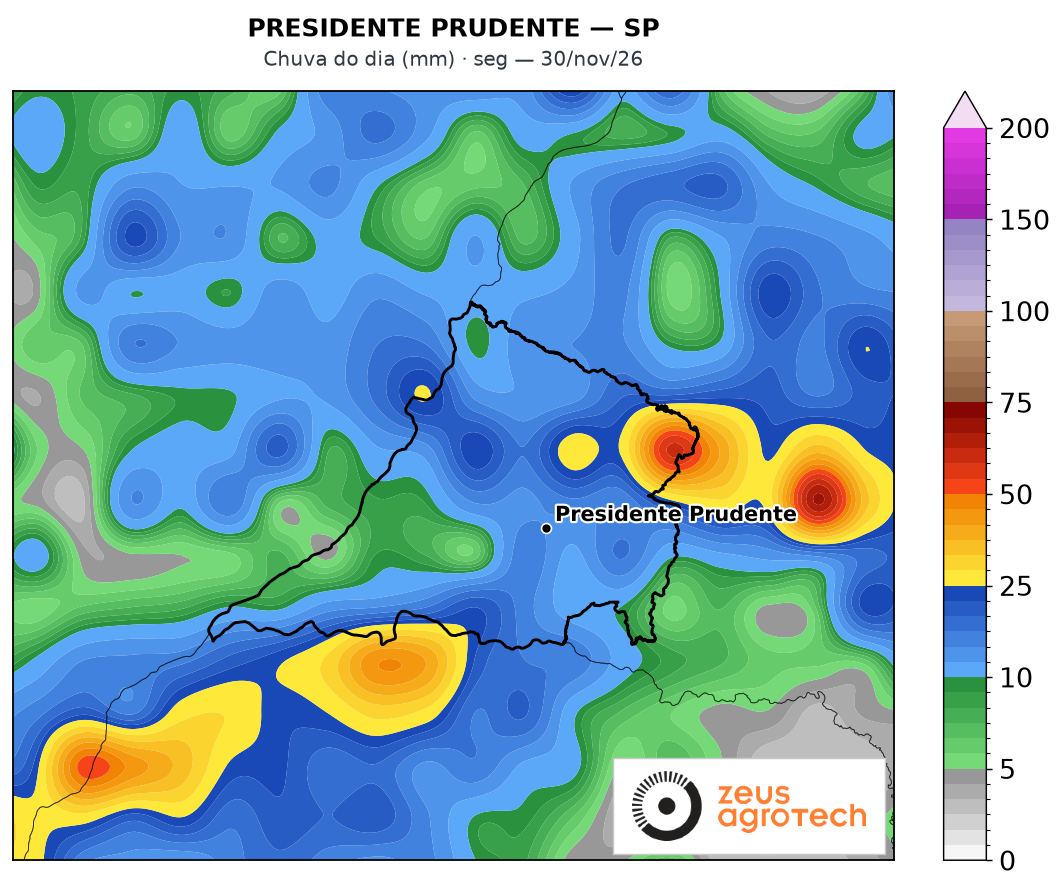 PRESIDENTE PRUDENTE — SP
Chuva do dia (mm) · seg — 30/nov/26
200
150
100
75
50
25
10
5
0
Presidente Prudente
zeus
agrotech